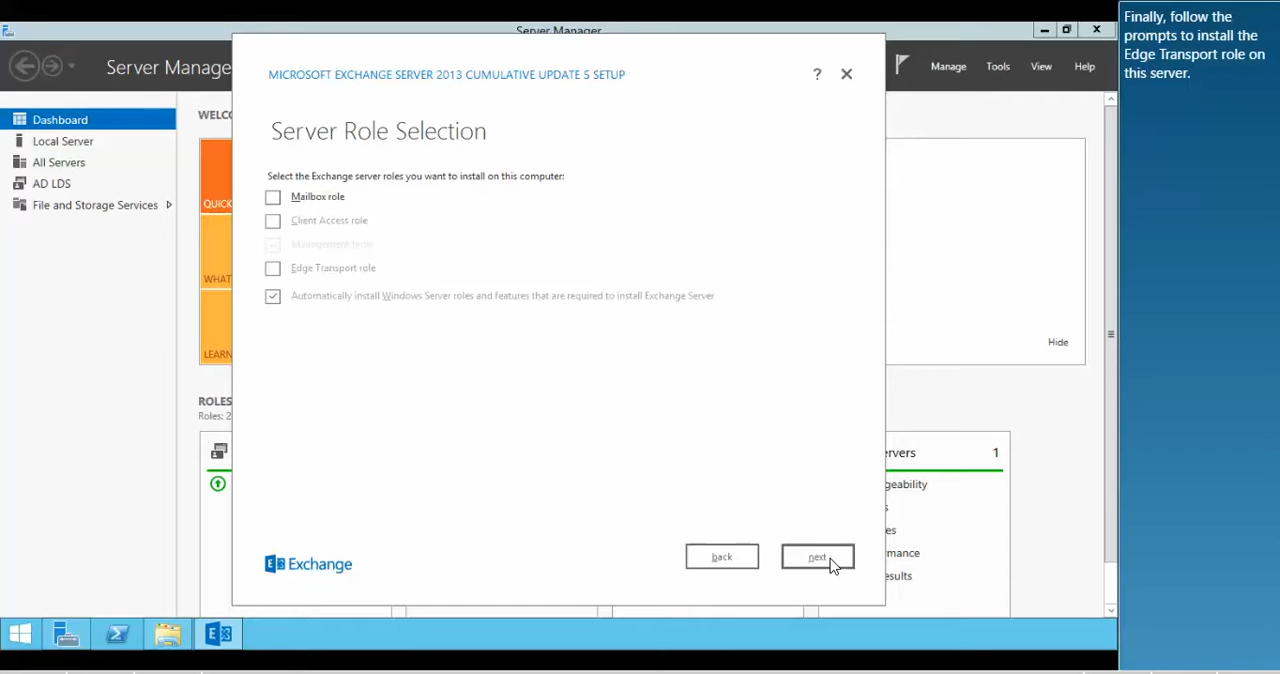 Server Manager
Finally, follow the
prompts to install the
Edge Transport role on
this server.
Server Manage
Manage
Tools
View
Help
MICROSOFT EXCHANGE SERVER 2013 CUMULATIVE UPDATE 5 SETUP
?
Dashboard
Local Server
All Servers
AD LDS
File and Storage Services
WELCO
QUICK
WHAT
LEARN
Hide
Server Role Selection
Select the Exchange server roles you want to install on this computer:
Mailbox role
Client Access role
Management tools
Edge Transport role
Automatically install Windows Server roles and features that are required to install Exchange Server
ROLES
Roles: 2
ervers 1
geability
s
es
mance
esults
back
next
Exchange